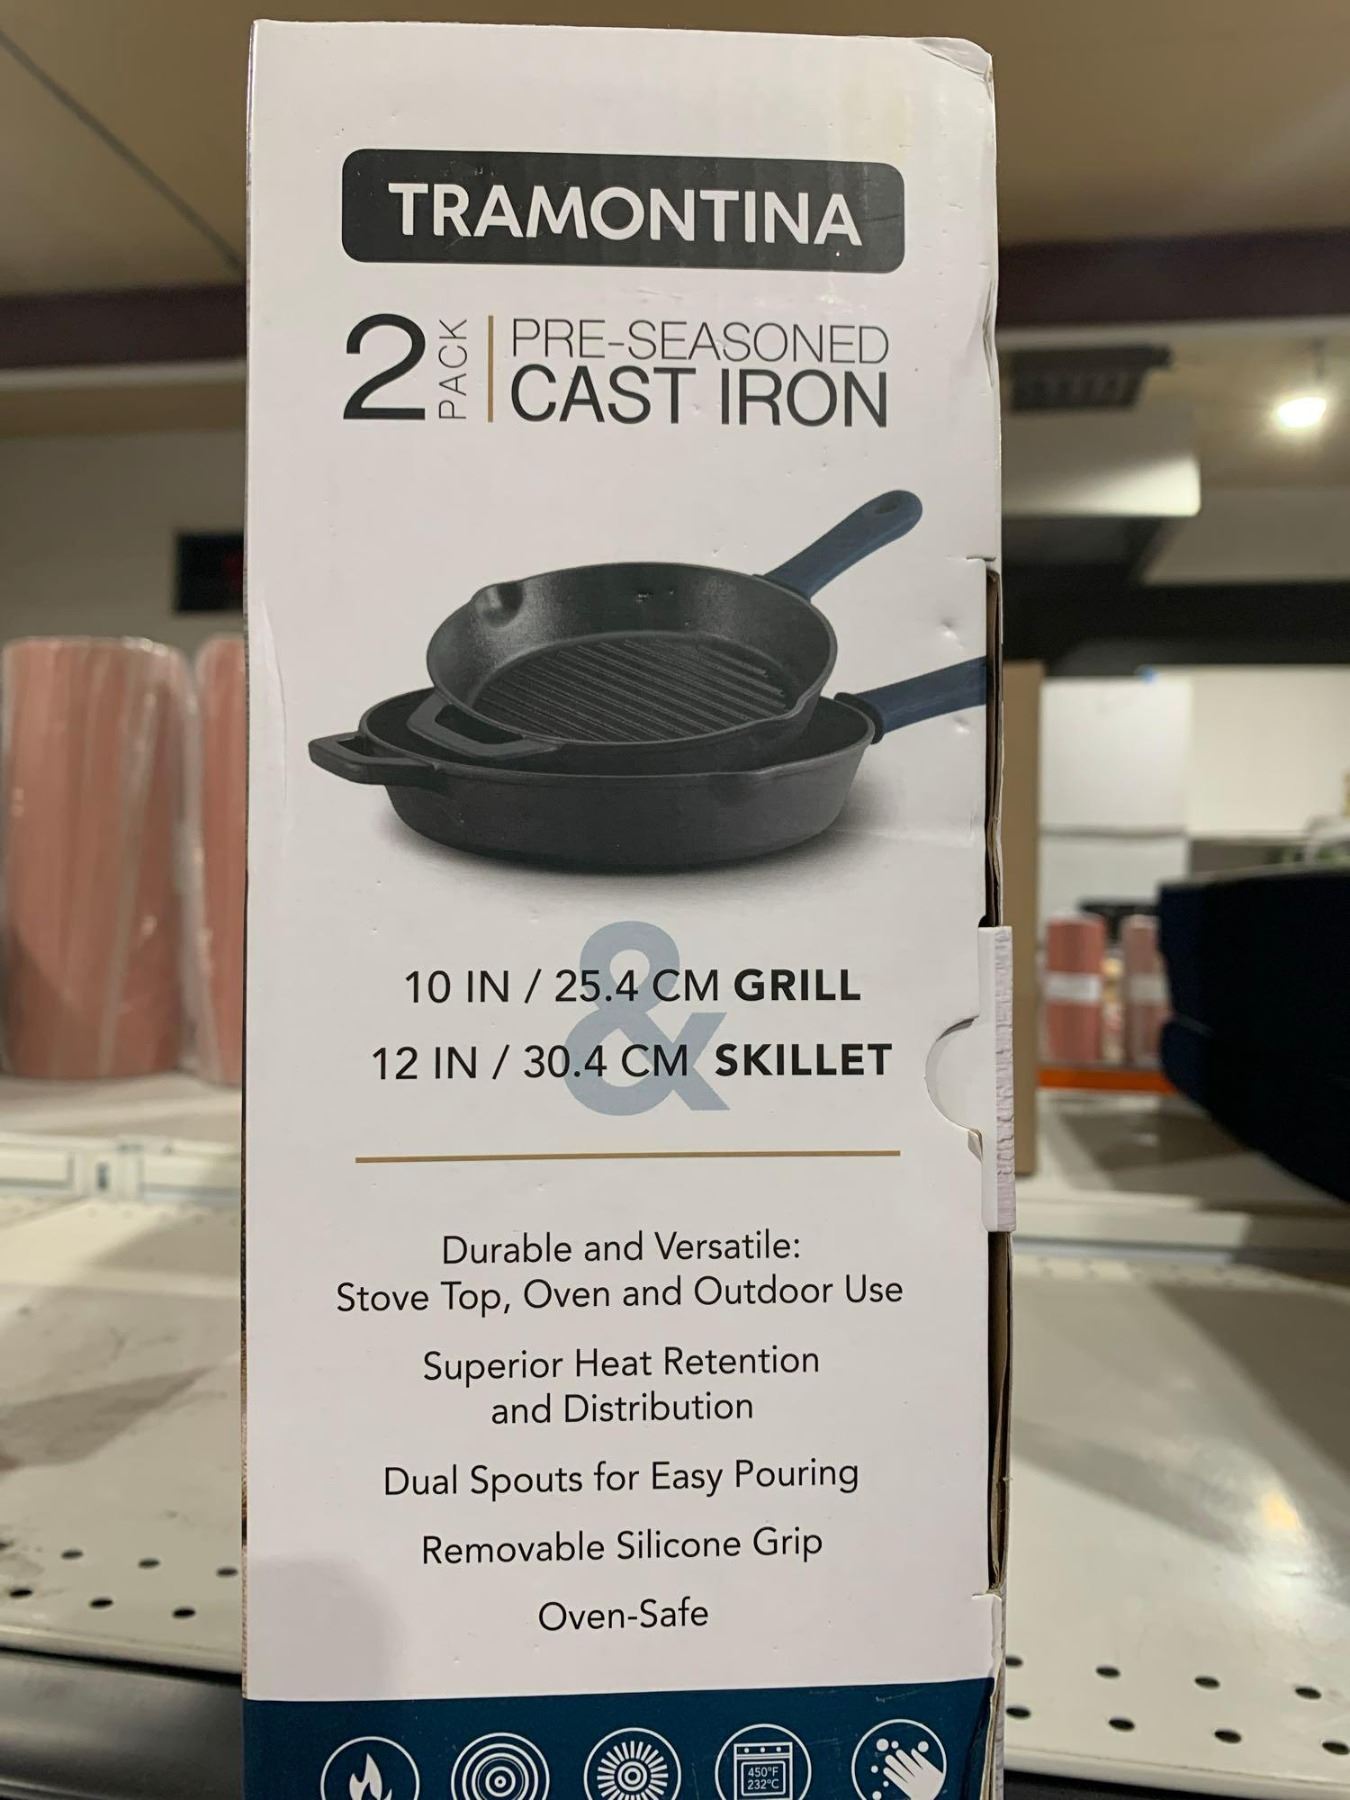 TRAMONTINA
2 PACK PRE-SEASONED
CAST IRON
&
10 IN / 25.4 CM GRILL
12 IN / 30.4 CM SKILLET
Durable and Versatile:
Stove Top, Oven and Outdoor Use
Superior Heat Retention
and Distribution
Dual Spouts for Easy Pouring
Removable Silicone Grip
Oven-Safe
450°F
232°C